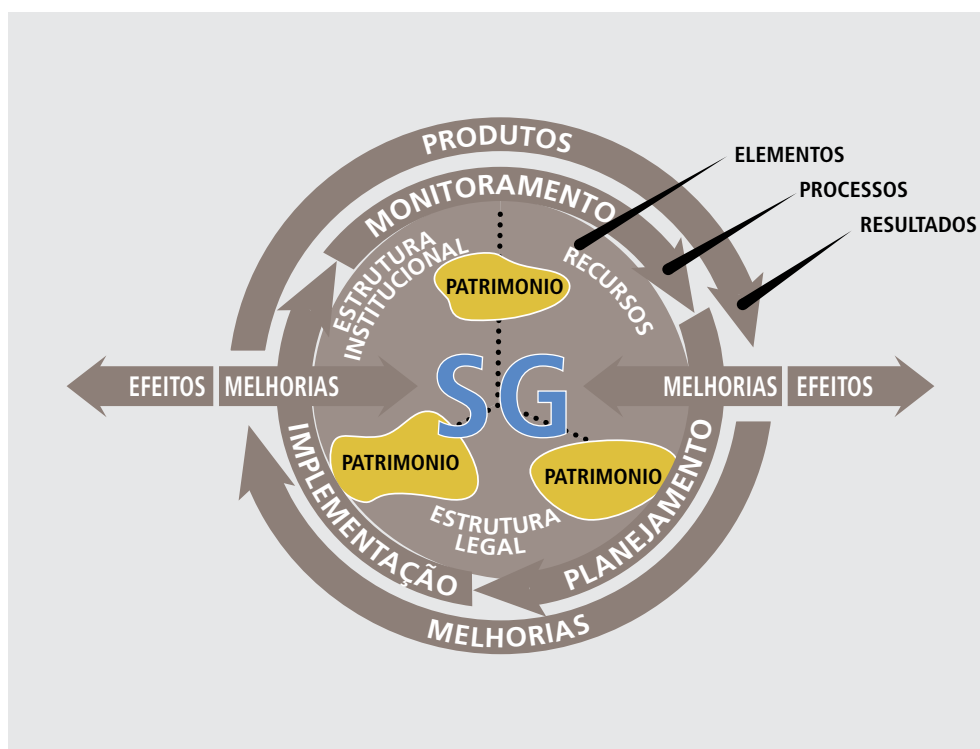 PRODUTOS
ELEMENTOS
PROCESSOS
RESULTADOS
MONITORAMENTO
ESTRUTURA
INSTITUCIONAL
RECURSOS
PATRIMONIO
EFEITOS
MELHORIAS
SG
MELHORIAS
EFEITOS
PATRIMONIO
PATRIMONIO
IMPLEMENTAÇÃO
ESTRUTURA
LEGAL
PLANEJAMENTO
MELHORIAS